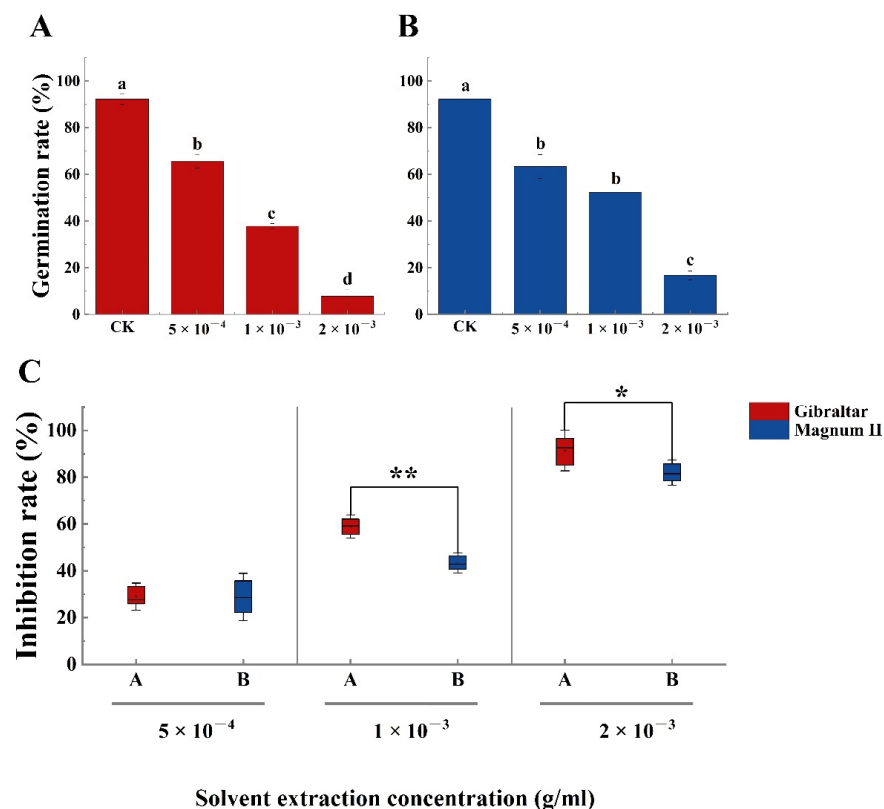 A
B
Germination rate (%)
100
80
60
40
20
0
a
b
c
d
CK
5 × 10⁻⁴
1 × 10⁻³
2 × 10⁻³
100
80
60
40
20
0
a
b
b
c
CK
5 × 10⁻⁴
1 × 10⁻³
2 × 10⁻³
C
Inhibition rate (%)
100
80
60
40
20
0
**
*
Gibraltar
Magnum II
A B A B A B
5 × 10⁻⁴ 1 × 10⁻³ 2 × 10⁻³
Solvent extraction concentration (g/ml)